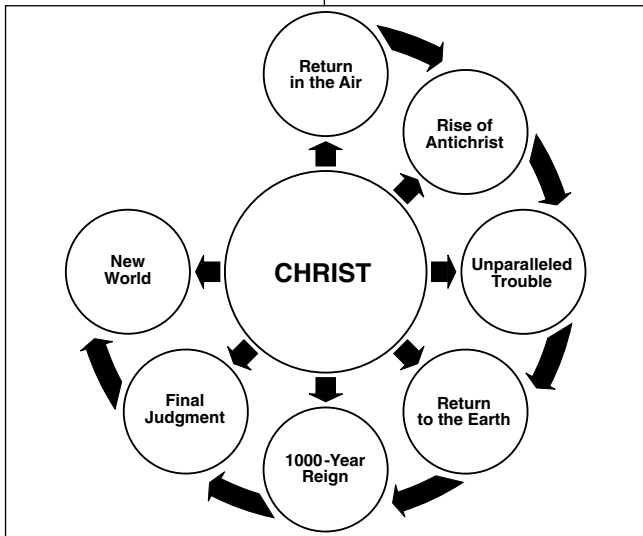 Return
in the Air
Rise of
Antichrist
Unparalleled
Trouble
Return
to the Earth
1000-Year
Reign
Final
Judgment
New
World
CHRIST